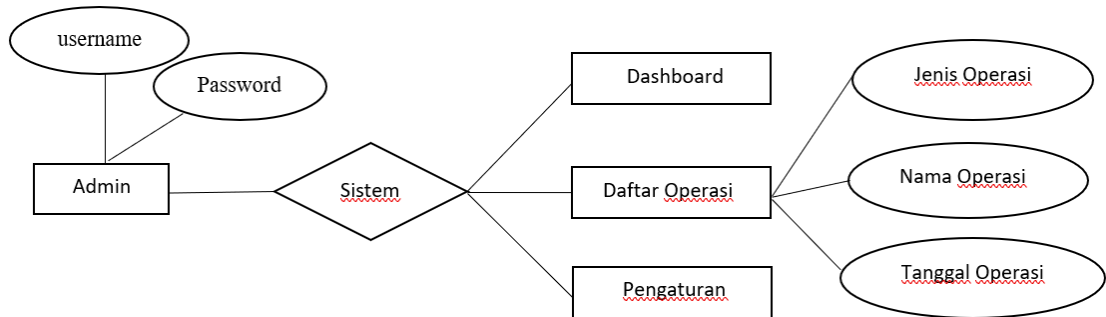 username
Password
Admin
Sistem
Dashboard
Daftar Operasi
Pengaturan
Jenis Operasi
Nama Operasi
Tanggal Operasi